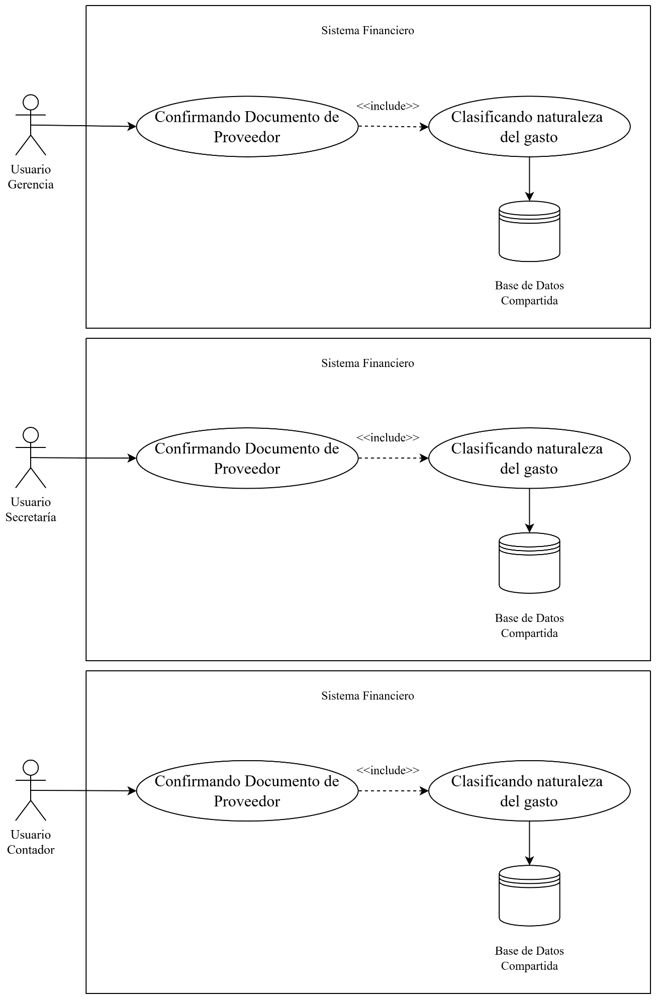 Sistema Financiero
<<include>>
Confirmando Documento de
Proveedor
Clasificando naturaleza
del gasto
Usuario
Gerencia
Base de Datos
Compartida
Sistema Financiero
<<include>>
Confirmando Documento de
Proveedor
Clasificando naturaleza
del gasto
Usuario
Secretaría
Base de Datos
Compartida
Sistema Financiero
<<include>>
Confirmando Documento de
Proveedor
Clasificando naturaleza
del gasto
Usuario
Contador
Base de Datos
Compartida